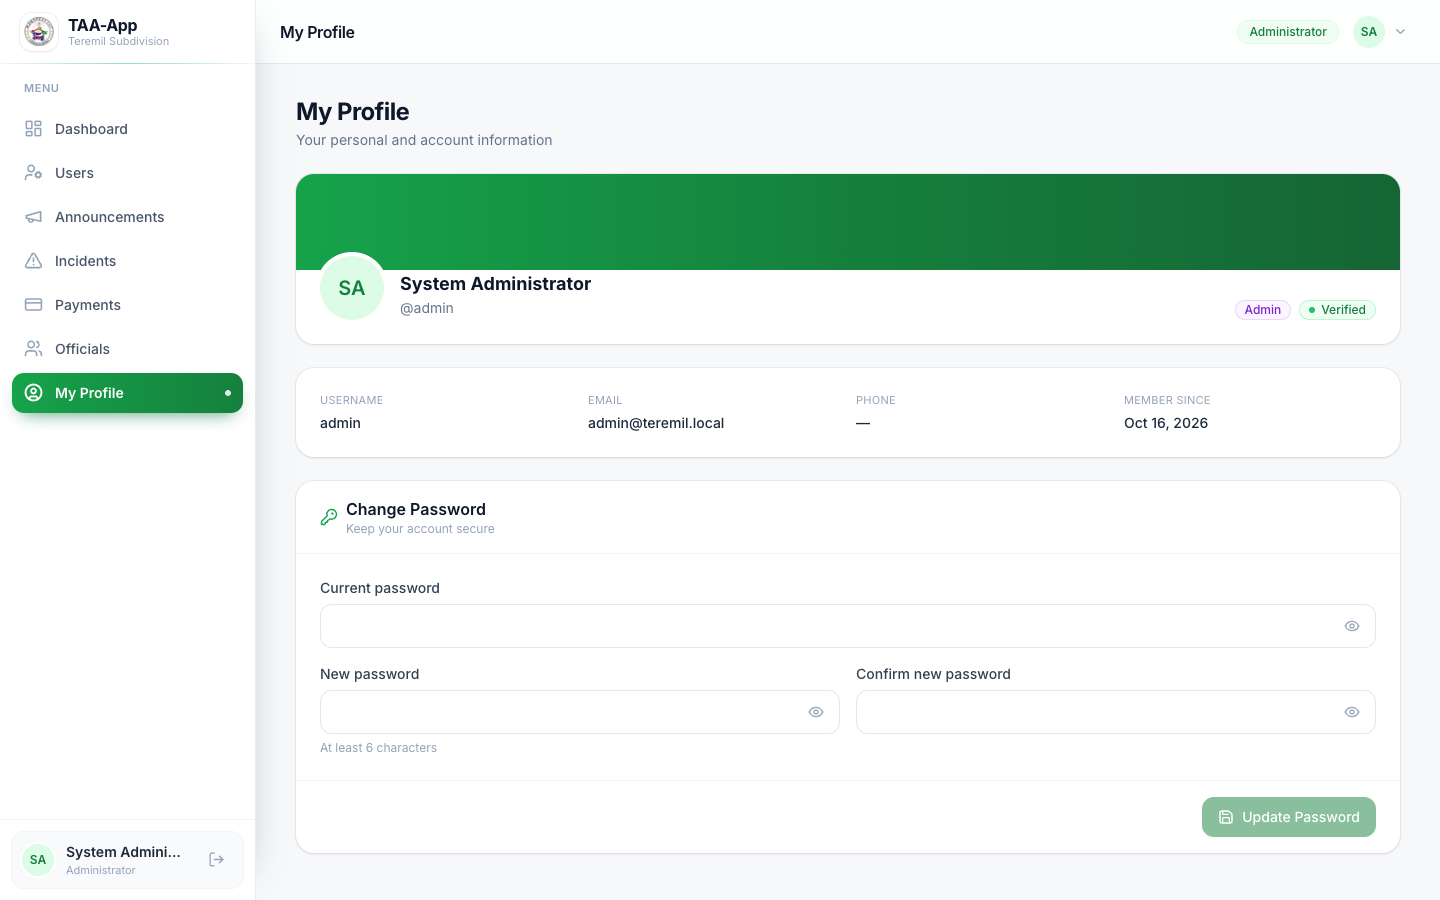 TAA-App
Teremil Subdivision
MENU
Dashboard
Users
Announcements
Incidents
Payments
Officials
My Profile
SA
System Admini...
Administrator
My Profile
Administrator
SA
My Profile
Your personal and account information
SA
System Administrator
@admin
Admin
Verified
USERNAME
admin
EMAIL
admin@teremil.local
PHONE
—
MEMBER SINCE
Oct 16, 2026
Change Password
Keep your account secure
Current password
New password
At least 6 characters
Confirm new password
Update Password